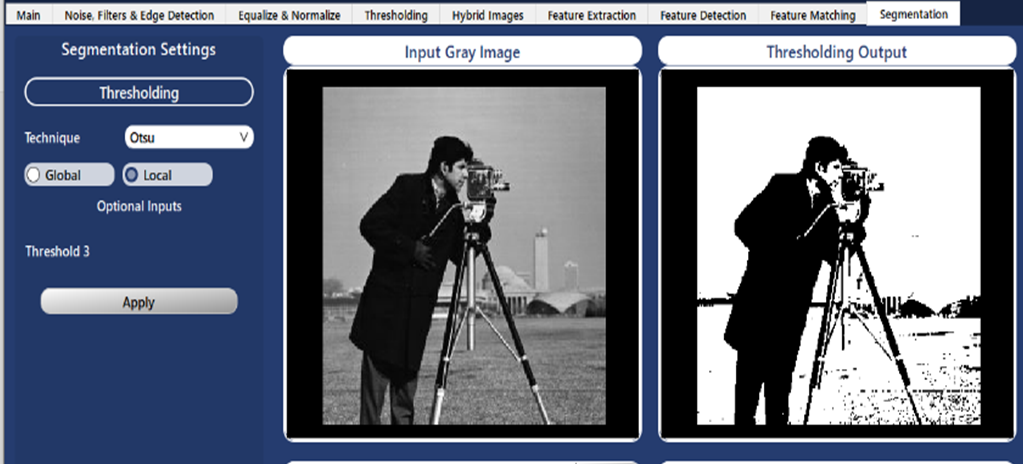 Main Noise, Filters & Edge Detection Equalize & Normalize Thresholding Hybrid Images Feature Extraction Feature Detection Feature Matching Segmentation
Segmentation Settings
Thresholding
Technique Otsu
Global Local
Optional Inputs
Threshold 3
Apply
Input Gray Image
Thresholding Output